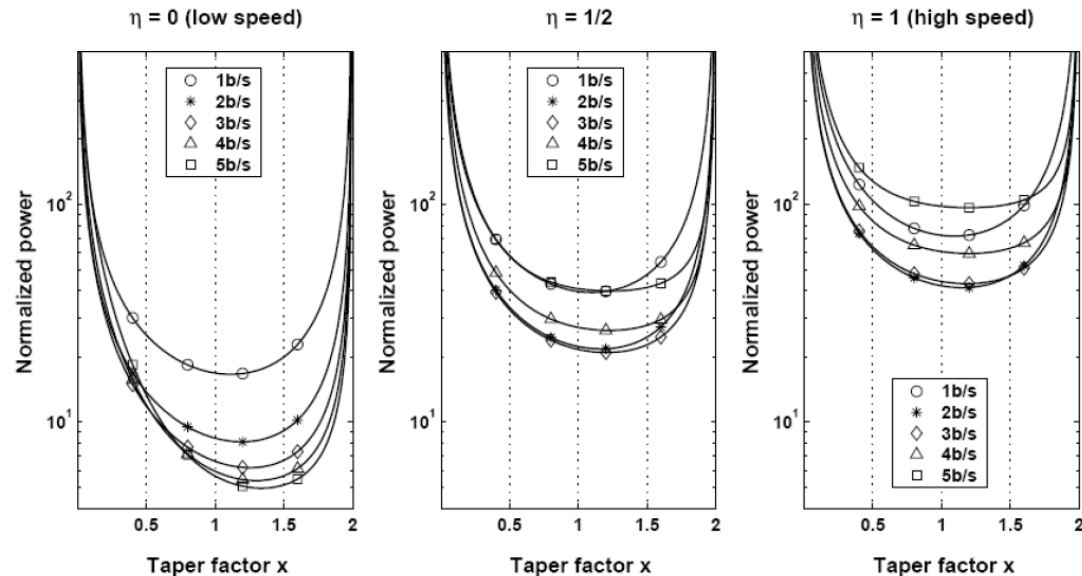 η = 0 (low speed)
Normalized power
10²
10¹
1b/s
2b/s
3b/s
4b/s
5b/s
0.5
1
1.5
2
Taper factor x
η = 1/2
Normalized power
10²
10¹
1b/s
2b/s
3b/s
4b/s
5b/s
0.5
1
1.5
2
Taper factor x
η = 1 (high speed)
Normalized power
10²
10¹
1b/s
2b/s
3b/s
4b/s
5b/s
0.5
1
1.5
2
Taper factor x